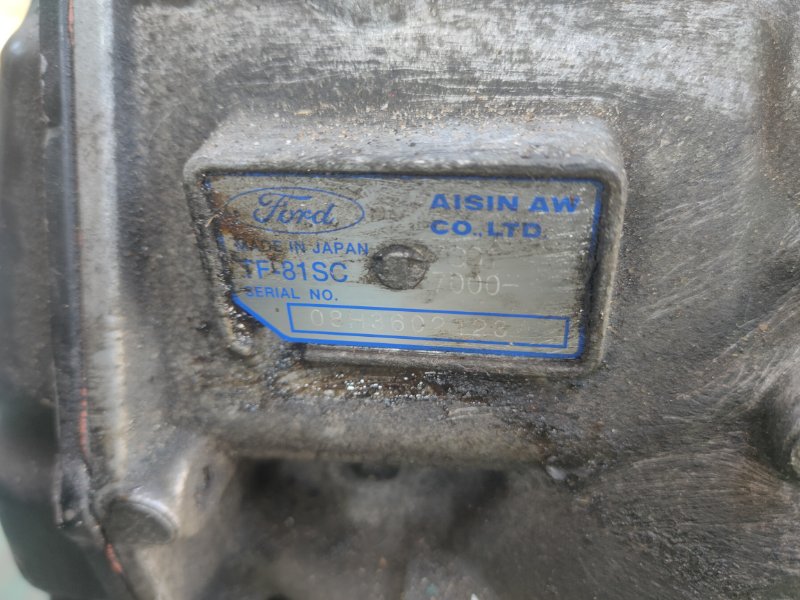 Ford
AISIN AW
CO.,LTD.
MADE IN JAPAN
TF-81SC
7000-
SERIAL NO.